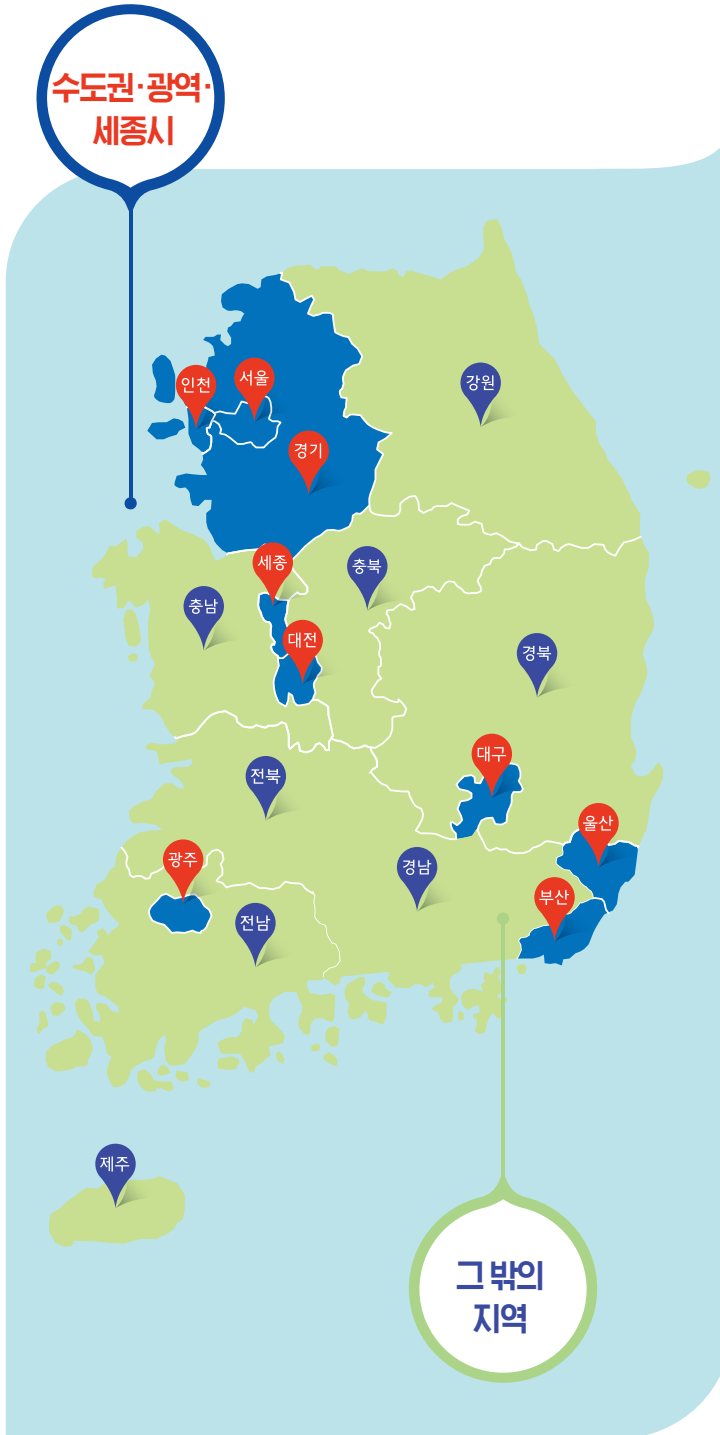 수도권·광역·
세종시
강원
서울
인천
경기
세종
충북
충남
대전
경북
대구
전북
울산
광주
경남
부산
전남
제주
그 밖의
지역